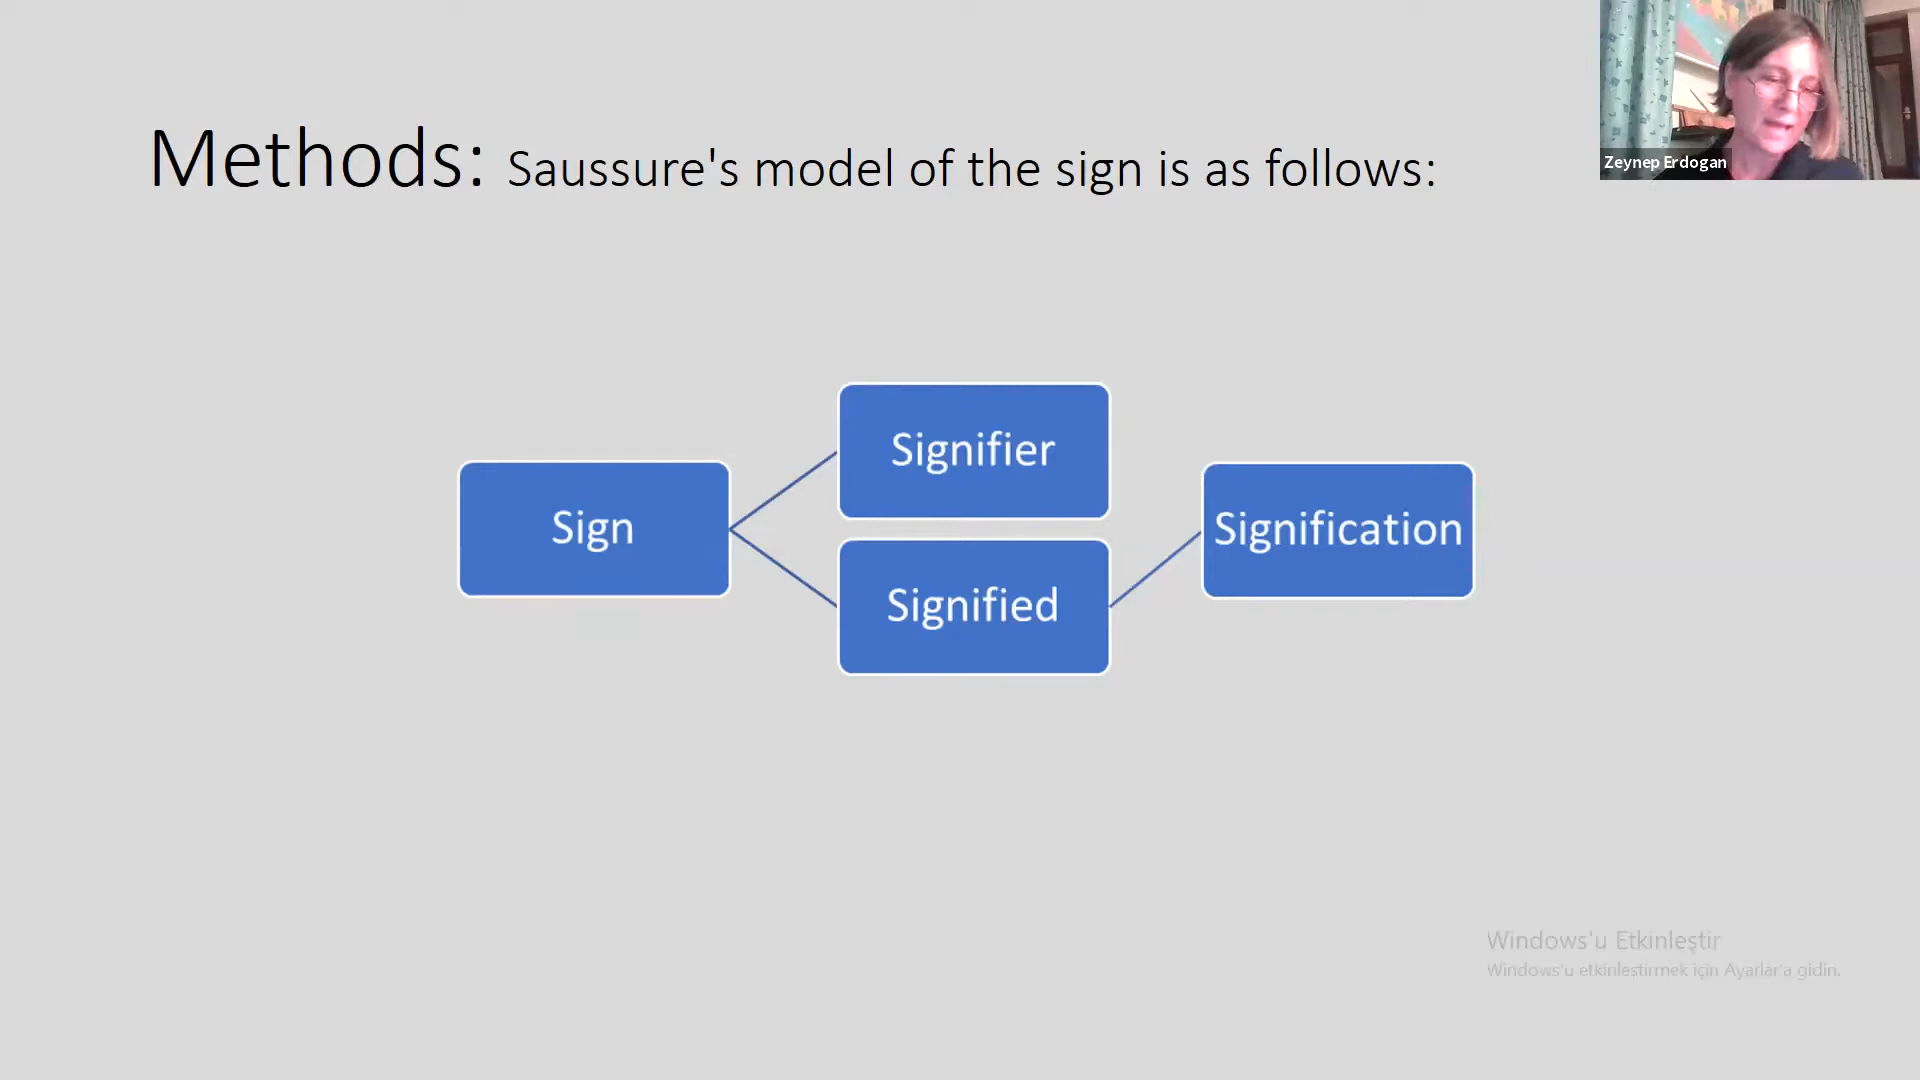 Methods: Saussure's model of the sign is as follows:
Zeynep Erdogan
Sign
Signifier
Signified
Signification
Windows'u Etkinleştir
Windows'u etkinleştirmek için Ayarlar'a gidin.